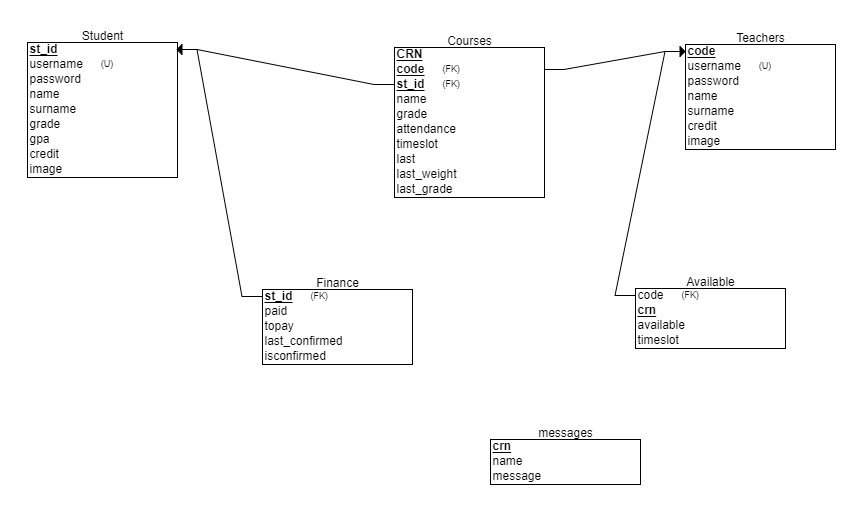 Student
st_id
username (U)
password
name
surname
grade
gpa
credit
image
Courses
CRN
code (FK)
st_id (FK)
name
grade
attendance
timeslot
last
last_weight
last_grade
Teachers
code
username (U)
password
name
surname
credit
image
Finance
st_id (FK)
paid
topay
last_confirmed
isconfirmed
Available
code (FK)
crn
available
timeslot
messages
crn
name
message